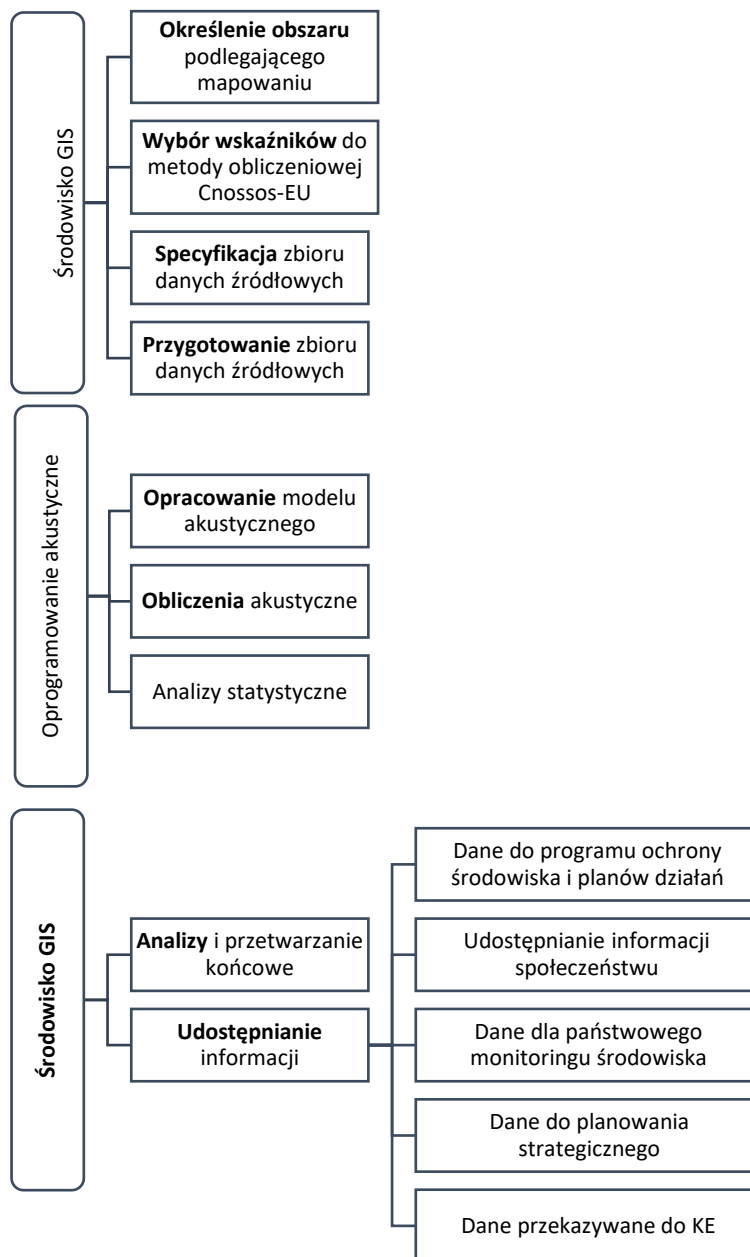 Środowisko GIS
Określenie obszaru
podlegającego
mapowaniu
Wybór wskaźników do
metody obliczeniowej
Cnossos-EU
Specyfikacja zbioru
danych źródłowych
Przygotowanie zbioru
danych źródłowych
Oprogramowanie akustyczne
Opracowanie modelu
akustycznego
Obliczenia akustyczne
Analizy statystyczne
Środowisko GIS
Analizy i przetwarzanie
końcowe
Udostępnianie
informacji
Dane do programu ochrony
środowiska i planów działań
Udostępnianie informacji
społeczeństwu
Dane dla państwowego
monitoringu środowiska
Dane do planowania
strategicznego
Dane przekazywane do KE